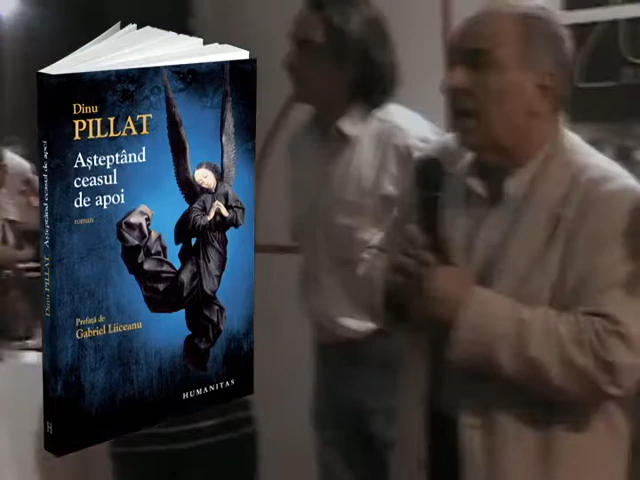 Dinu
PILLAT
Așteptând
ceasul
de apoi
roman
Prefață de
Gabriel Liiceanu
HUMANITAS
Dinu PILLAT Așteptând ceasul de apoi
H